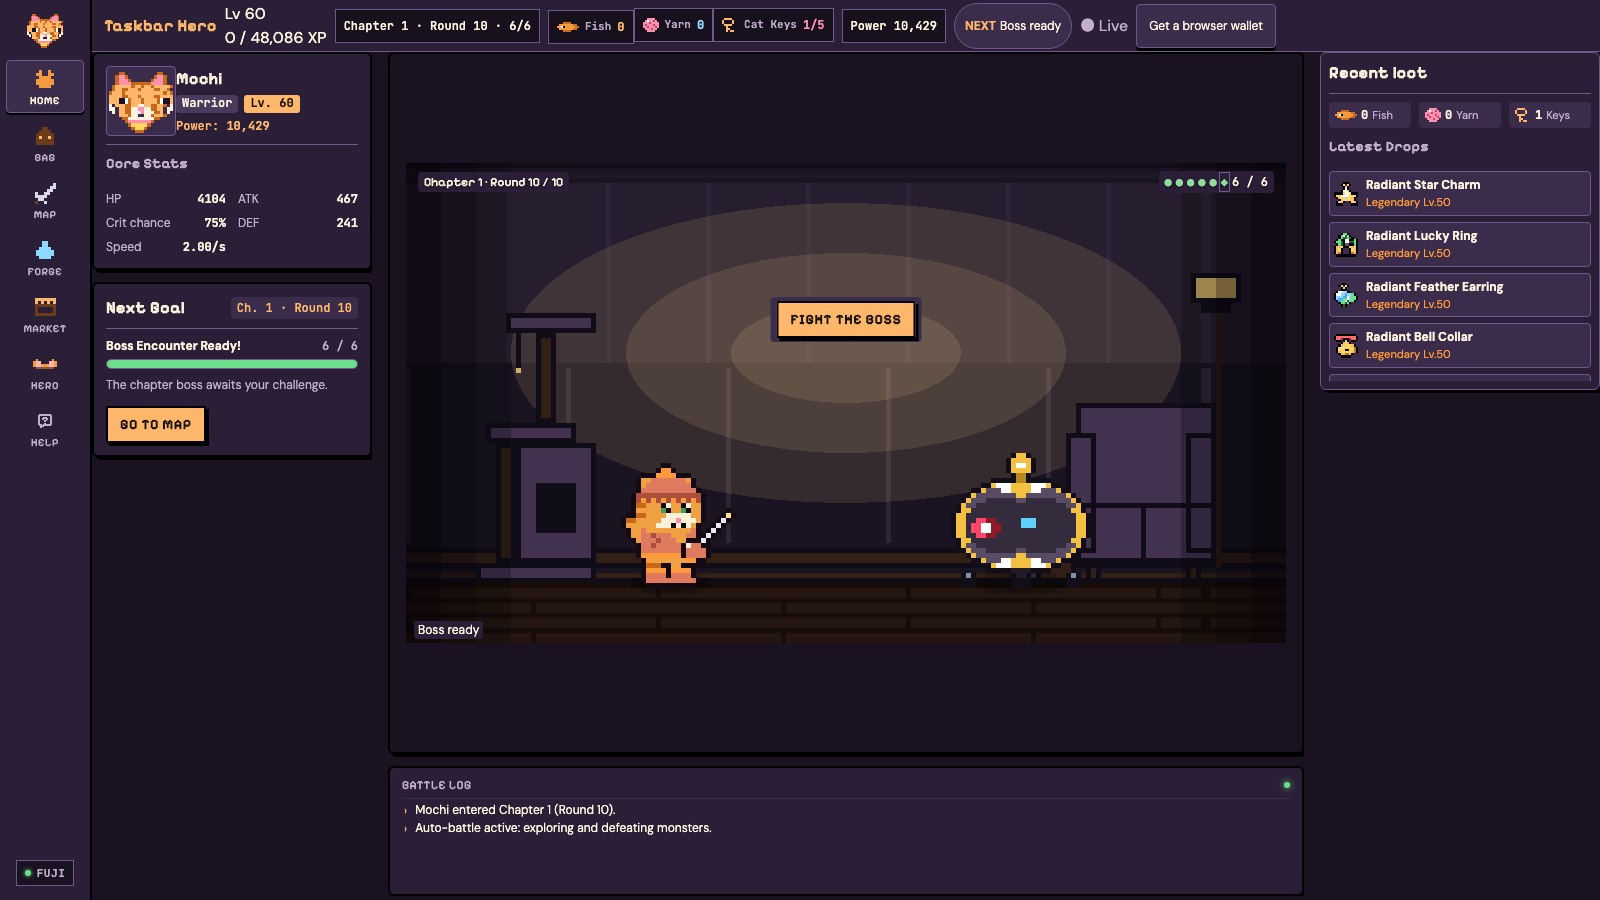 Taskbar Hero
Lv 60
0 / 48,086 XP
Chapter 1 · Round 10 · 6/6
Fish 0
Yarn 0
Cat Keys 1/5
Power 10,429
NEXT Boss ready
Live
Get a browser wallet
HOME
BAG
MAP
FORGE
MARKET
HERO
HELP
FUJI
Mochi
Warrior
Lv. 60
Power: 10,429
Core Stats
HP 4104 ATK 467
Crit chance 75% DEF 241
Speed 2.00/s
Next Goal
Ch. 1 · Round 10
Boss Encounter Ready! 6 / 6
The chapter boss awaits your challenge.
GO TO MAP
Chapter 1 · Round 10 / 10
6 / 6
FIGHT THE BOSS
Boss ready
BATTLE LOG
› Mochi entered Chapter 1 (Round 10).
› Auto-battle active: exploring and defeating monsters.
Recent loot
0 Fish
0 Yarn
1 Keys
Latest Drops
Radiant Star Charm
Legendary Lv.50
Radiant Lucky Ring
Legendary Lv.50
Radiant Feather Earring
Legendary Lv.50
Radiant Bell Collar
Legendary Lv.50